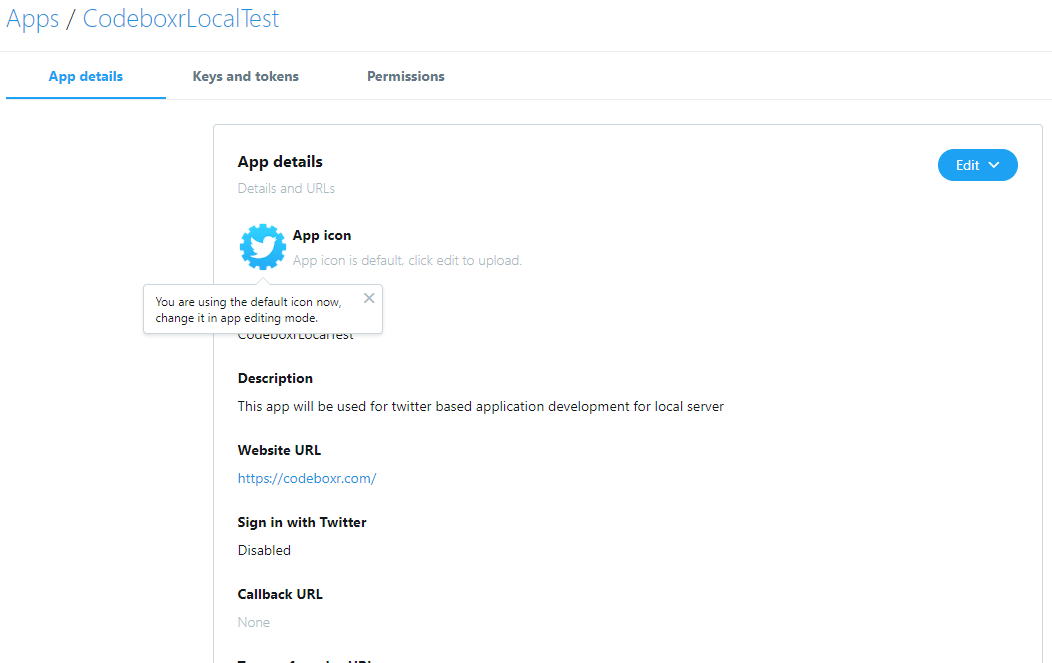 Apps / CodeboxrLocalTest
App details
Keys and tokens
Permissions
App details
Edit
Details and URLs
App icon
App icon is default, click edit to upload.
You are using the default icon now,
change it in app editing mode.
CodeboxrLocalTest
Description
This app will be used for twitter based application development for local server
Website URL
https://codeboxr.com/
Sign in with Twitter
Disabled
Callback URL
None